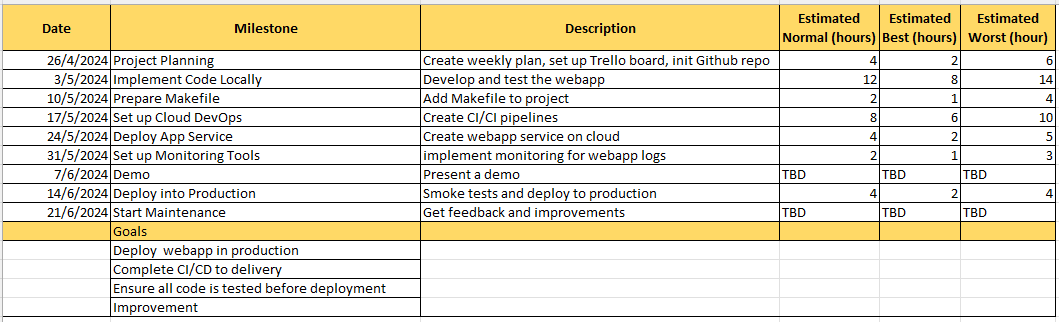 Date Milestone Description Estimated Normal (hours) Estimated Best (hours) Estimated Worst (hour)
26/4/2024 Project Planning Create weekly plan, set up Trello board, init Github repo 4 2 6
3/5/2024 Implement Code Locally Develop and test the webapp 12 8 14
10/5/2024 Prepare Makefile Add Makefile to project 2 1 4
17/5/2024 Set up Cloud DevOps Create CI/CI pipelines 8 6 10
24/5/2024 Deploy App Service Create webapp service on cloud 4 2 5
31/5/2024 Set up Monitoring Tools implement monitoring for webapp logs 2 1 3
7/6/2024 Demo Present a demo TBD TBD TBD
14/6/2024 Deploy into Production Smoke tests and deploy to production 4 2 4
21/6/2024 Start Maintenance Get feedback and improvements TBD TBD TBD
Goals
Deploy  webapp in production
Complete CI/CD to delivery
Ensure all code is tested before deployment
Improvement